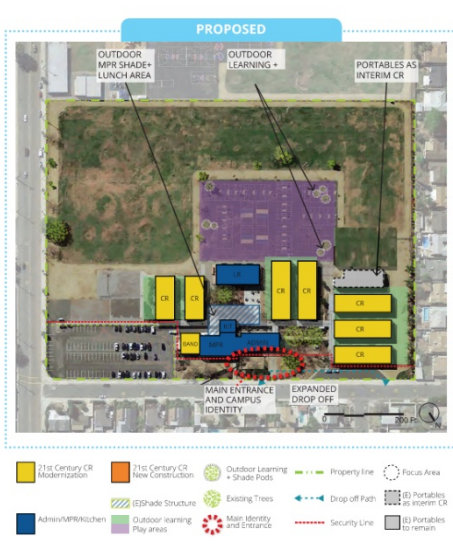 PROPOSED
OUTDOOR
MPR SHADE+
LUNCH AREA
OUTDOOR
LEARNING +
PORTABLES AS
INTERIM CR
CR
CR
CR
CR
CR
CR
CR
BAND
MPR
ADMIN
MAIN ENTRANCE
AND CAMPUS
IDENTITY
EXPANDED
DROP OFF
0
200 Ft
N
21st Century CR
Modernization
21st Century CR
New Construction
Outdoor Learning
+ Shade Pods
Property line
Focus Area
(E)Shade Structure
Existing Trees
Drop off Path
(E) Portables
as interim CR
Admin/MPR/Kitchen
Outdoor learning
Play areas
Main Identity
and Entrance
Security Line
(E) Portables
to remain